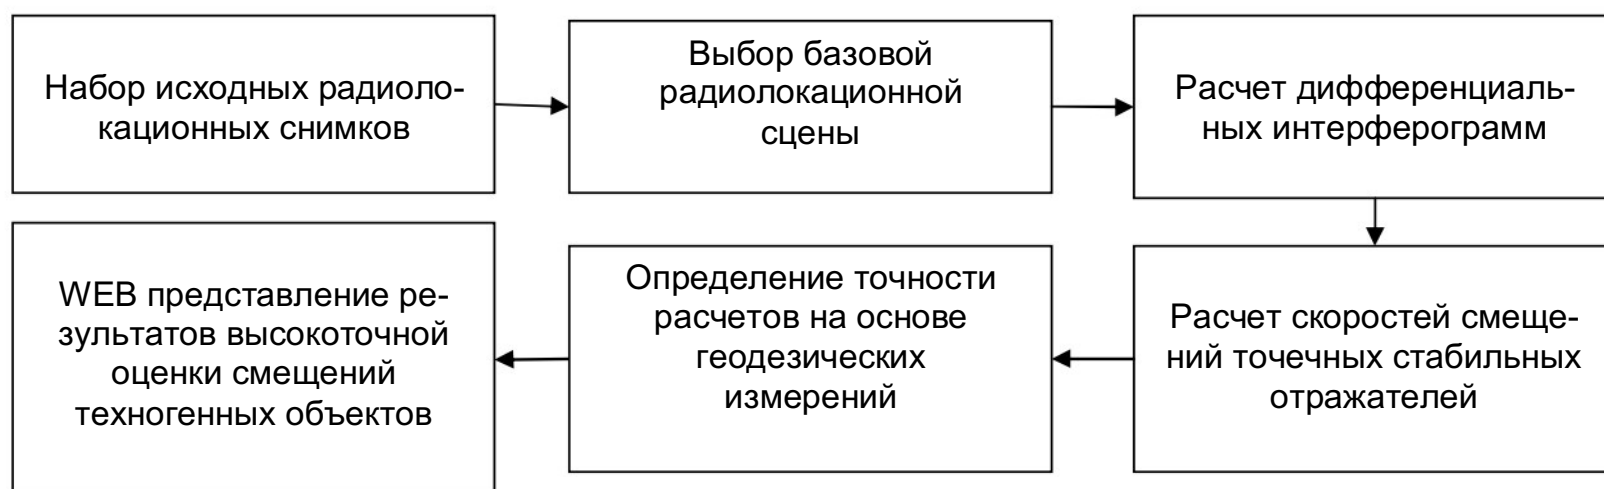 Набор исходных радиоло-
кационных снимков
Выбор базовой
радиолокационной
сцены
Расчет дифференциаль-
ных интерферограмм
Расчет скоростей смеще-
ний точечных стабильных
отражателей
Определение точности
расчетов на основе
геодезических
измерений
WEB представление ре-
зультатов высокоточной
оценки смещений
техногенных объектов